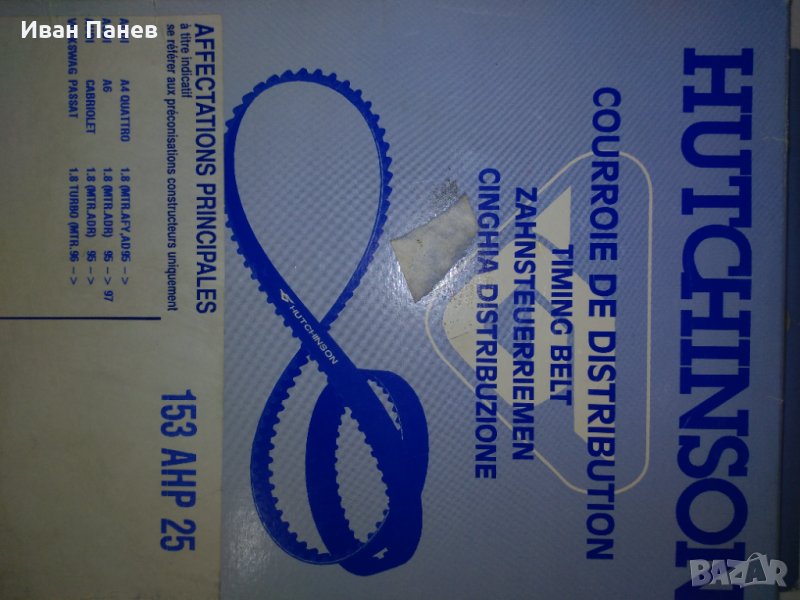 Иван Панев
HUTCHINSON
COURROIE DE DISTRIBUTION
TIMING BELT
ZAHNSTEUERRIEMEN
CINGHIA DISTRIBUZIONE
HUTCHINSON
AFFECTATIONS PRINCIPALES
à titre indicatif
se référer aux préconisations constructeurs uniquement
A4 QUATTRO 1.8 (MTR.AFY,AD95 -->
A6 1.8 (MTR.ADR) 95 --> 97
CABRIOLET 1.8 (MTR.ADR) 95 -->
PASSAT 1.8 TURBO (MTR.96 -->
153 AHP 25
BAZAR